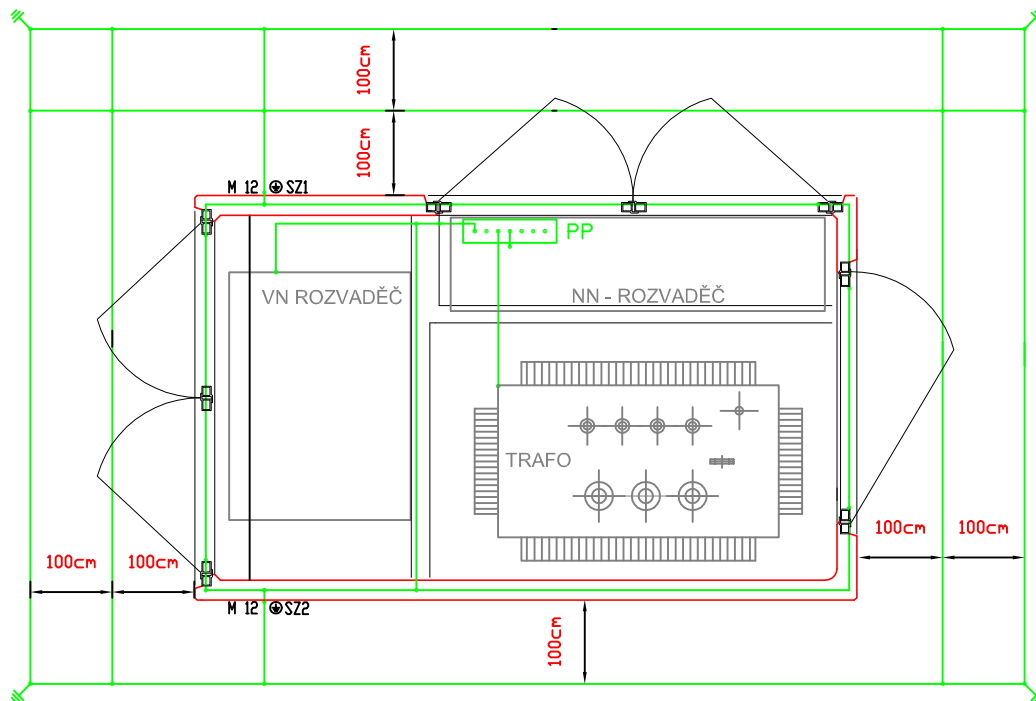 100cm
100cm
M 12 SZ1
PP
VN ROZVADĚČ
NN - ROZVADĚČ
TRAFO
100cm
100cm
100cm
100cm
M 12 SZ2
100cm